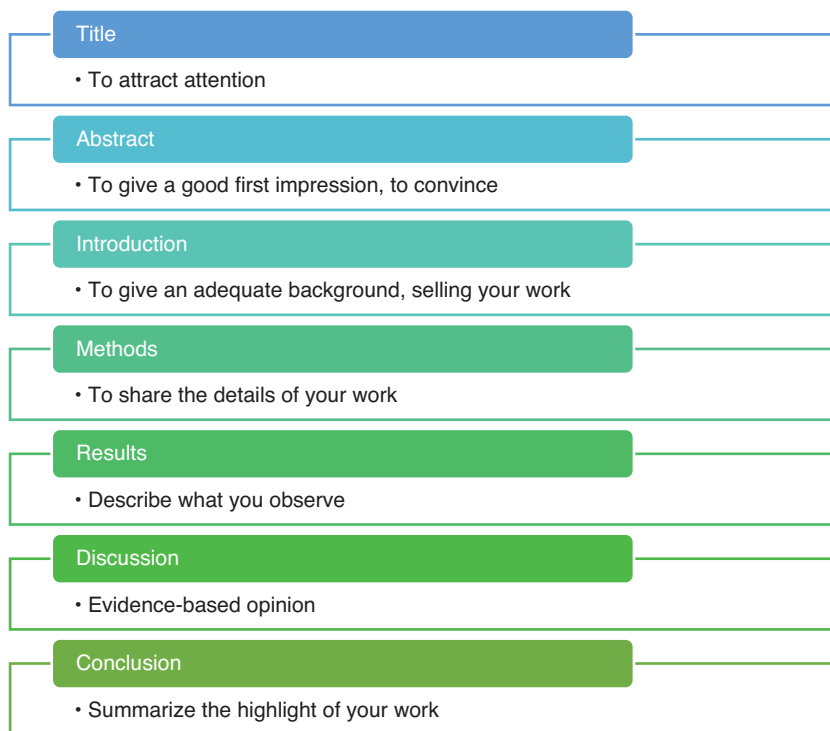 Title
• To attract attention
Abstract
• To give a good first impression, to convince
Introduction
• To give an adequate background, selling your work
Methods
• To share the details of your work
Results
• Describe what you observe
Discussion
• Evidence-based opinion
Conclusion
• Summarize the highlight of your work